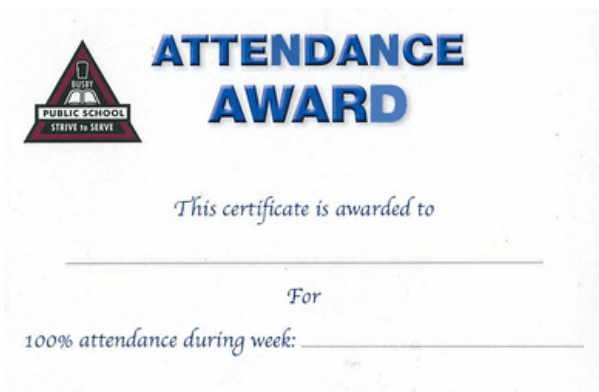 ATTENDANCE
AWARD
BUSBY
PUBLIC SCHOOL
STRIVE to SERVE
This certificate is awarded to
For
100% attendance during week: